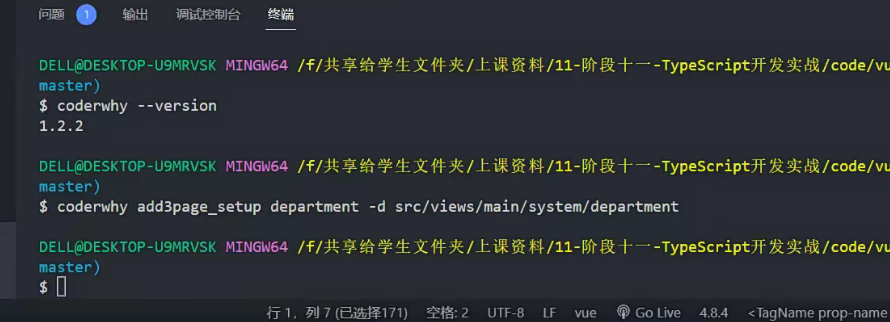 问题 1 输出 调试控制台 终端
DELL@DESKTOP-U9MRVSK MINGW64 /f/共享给学生文件夹/上课资料/11-阶段十一-TypeScript开发实战/code/vu
master)
$ coderwhy --version
1.2.2
DELL@DESKTOP-U9MRVSK MINGW64 /f/共享给学生文件夹/上课资料/11-阶段十一-TypeScript开发实战/code/vu
master)
$ coderwhy add3page_setup department -d src/views/main/system/department
DELL@DESKTOP-U9MRVSK MINGW64 /f/共享给学生文件夹/上课资料/11-阶段十一-TypeScript开发实战/code/vu
master)
$
行 1，列 7 (已选择171) 空格: 2 UTF-8 LF vue Go Live 4.8.4 <TagName prop-name